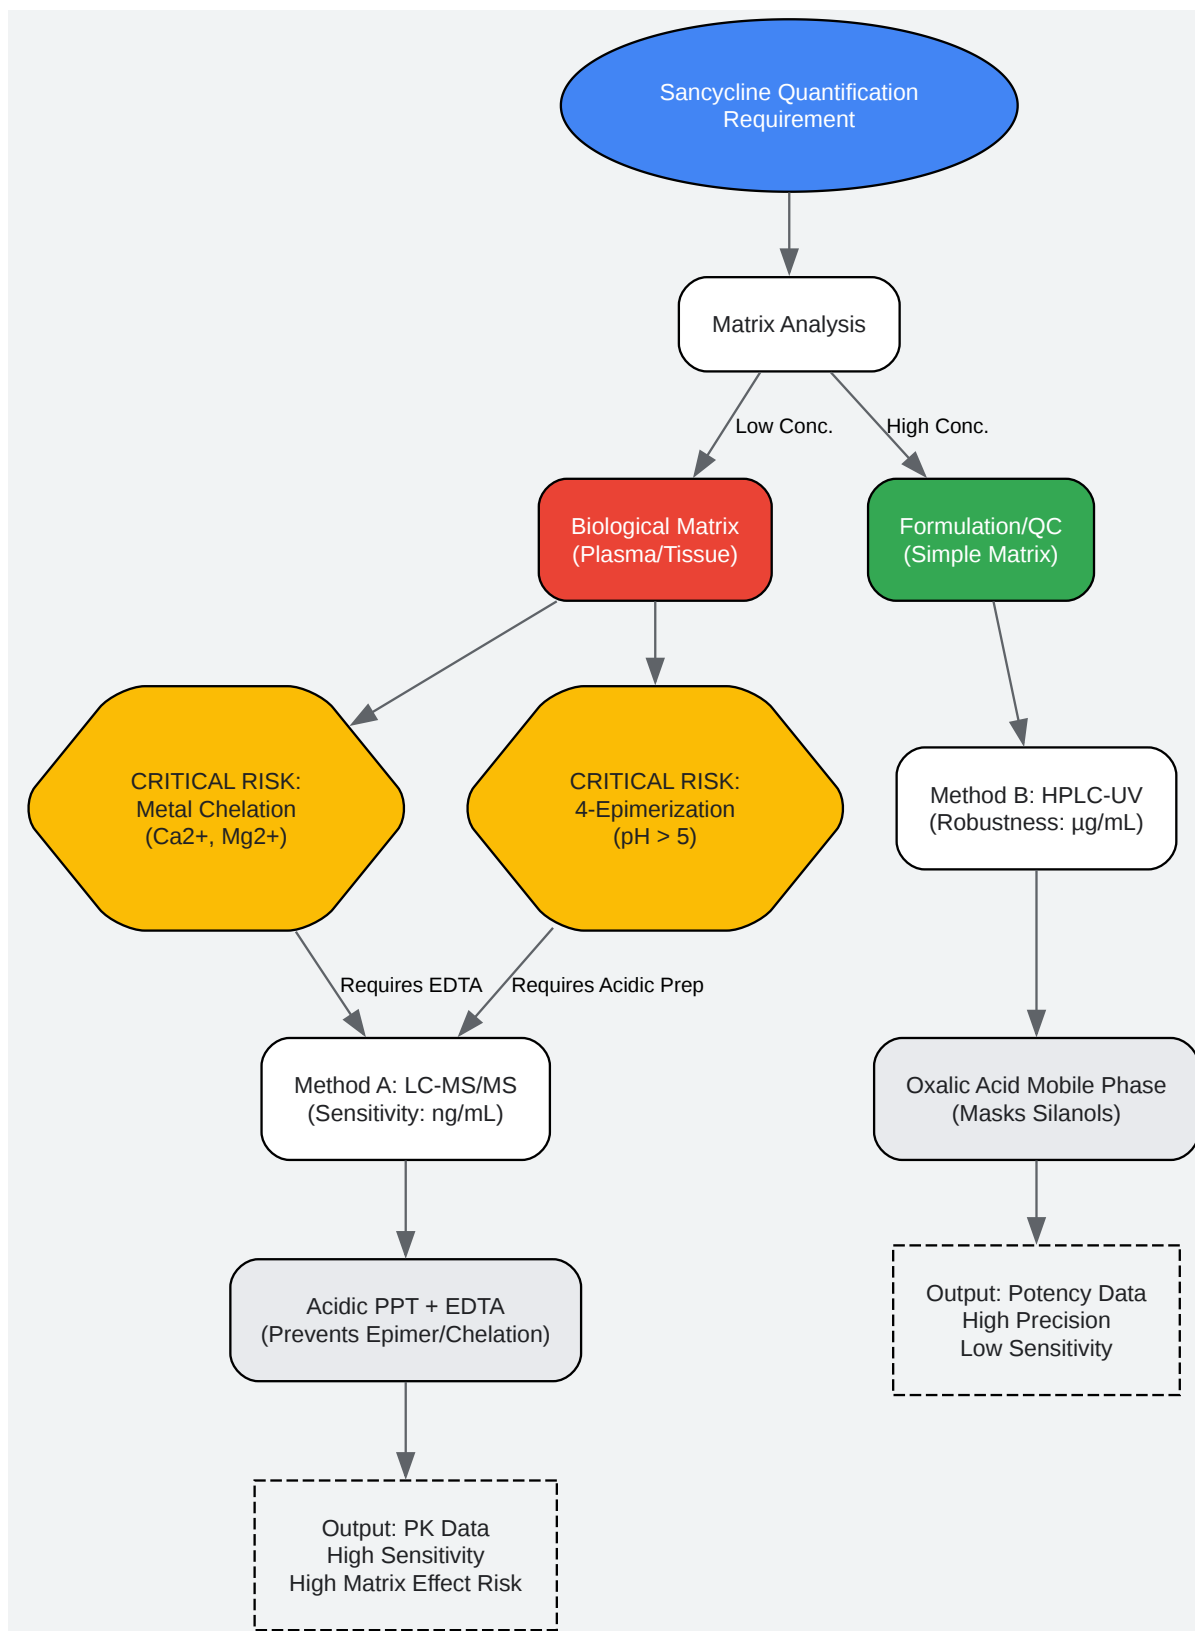 Sancycline Quantification
Requirement
Matrix Analysis
Low Conc.
High Conc.
Biological Matrix
(Plasma/Tissue)
Formulation/QC
(Simple Matrix)
CRITICAL RISK:
Metal Chelation
(Ca2+, Mg2+)
CRITICAL RISK:
4-Epimerization
(pH > 5)
Method B: HPLC-UV
(Robustness: µg/mL)
Requires EDTA
Requires Acidic Prep
Method A: LC-MS/MS
(Sensitivity: ng/mL)
Oxalic Acid Mobile Phase
(Masks Silanols)
Acidic PPT + EDTA
(Prevents Epimer/Chelation)
Output: Potency Data
High Precision
Low Sensitivity
Output: PK Data
High Sensitivity
High Matrix Effect Risk